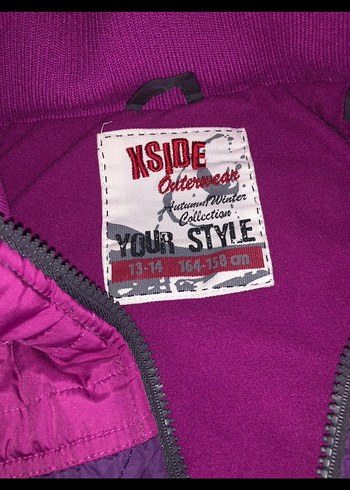 XSIDE
Outerwear
Autumn/Winter
Collection
YOUR STYLE
13-14 164-158 cm